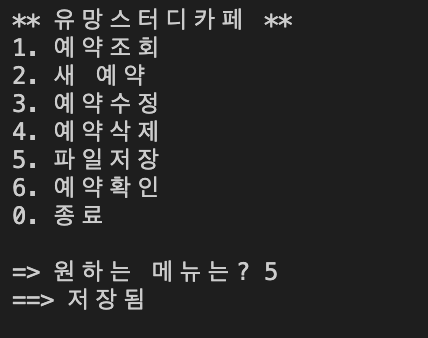 ** 유망스터디카페 **
1. 예약조회
2. 새 예약
3. 예약수정
4. 예약삭제
5. 파일저장
6. 예약확인
0. 종료
=> 원하는 메뉴는? 5
==> 저장됨